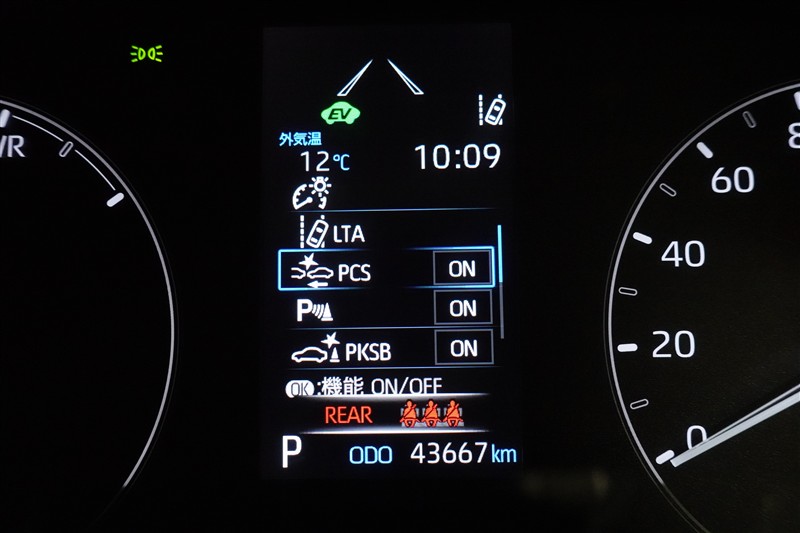 EV
外気温
12℃
10:09
LTA
PCS ON
P ON
PKSB ON
OK:機能 ON/OFF
REAR
P ODO 43667 km
60
40
20
0